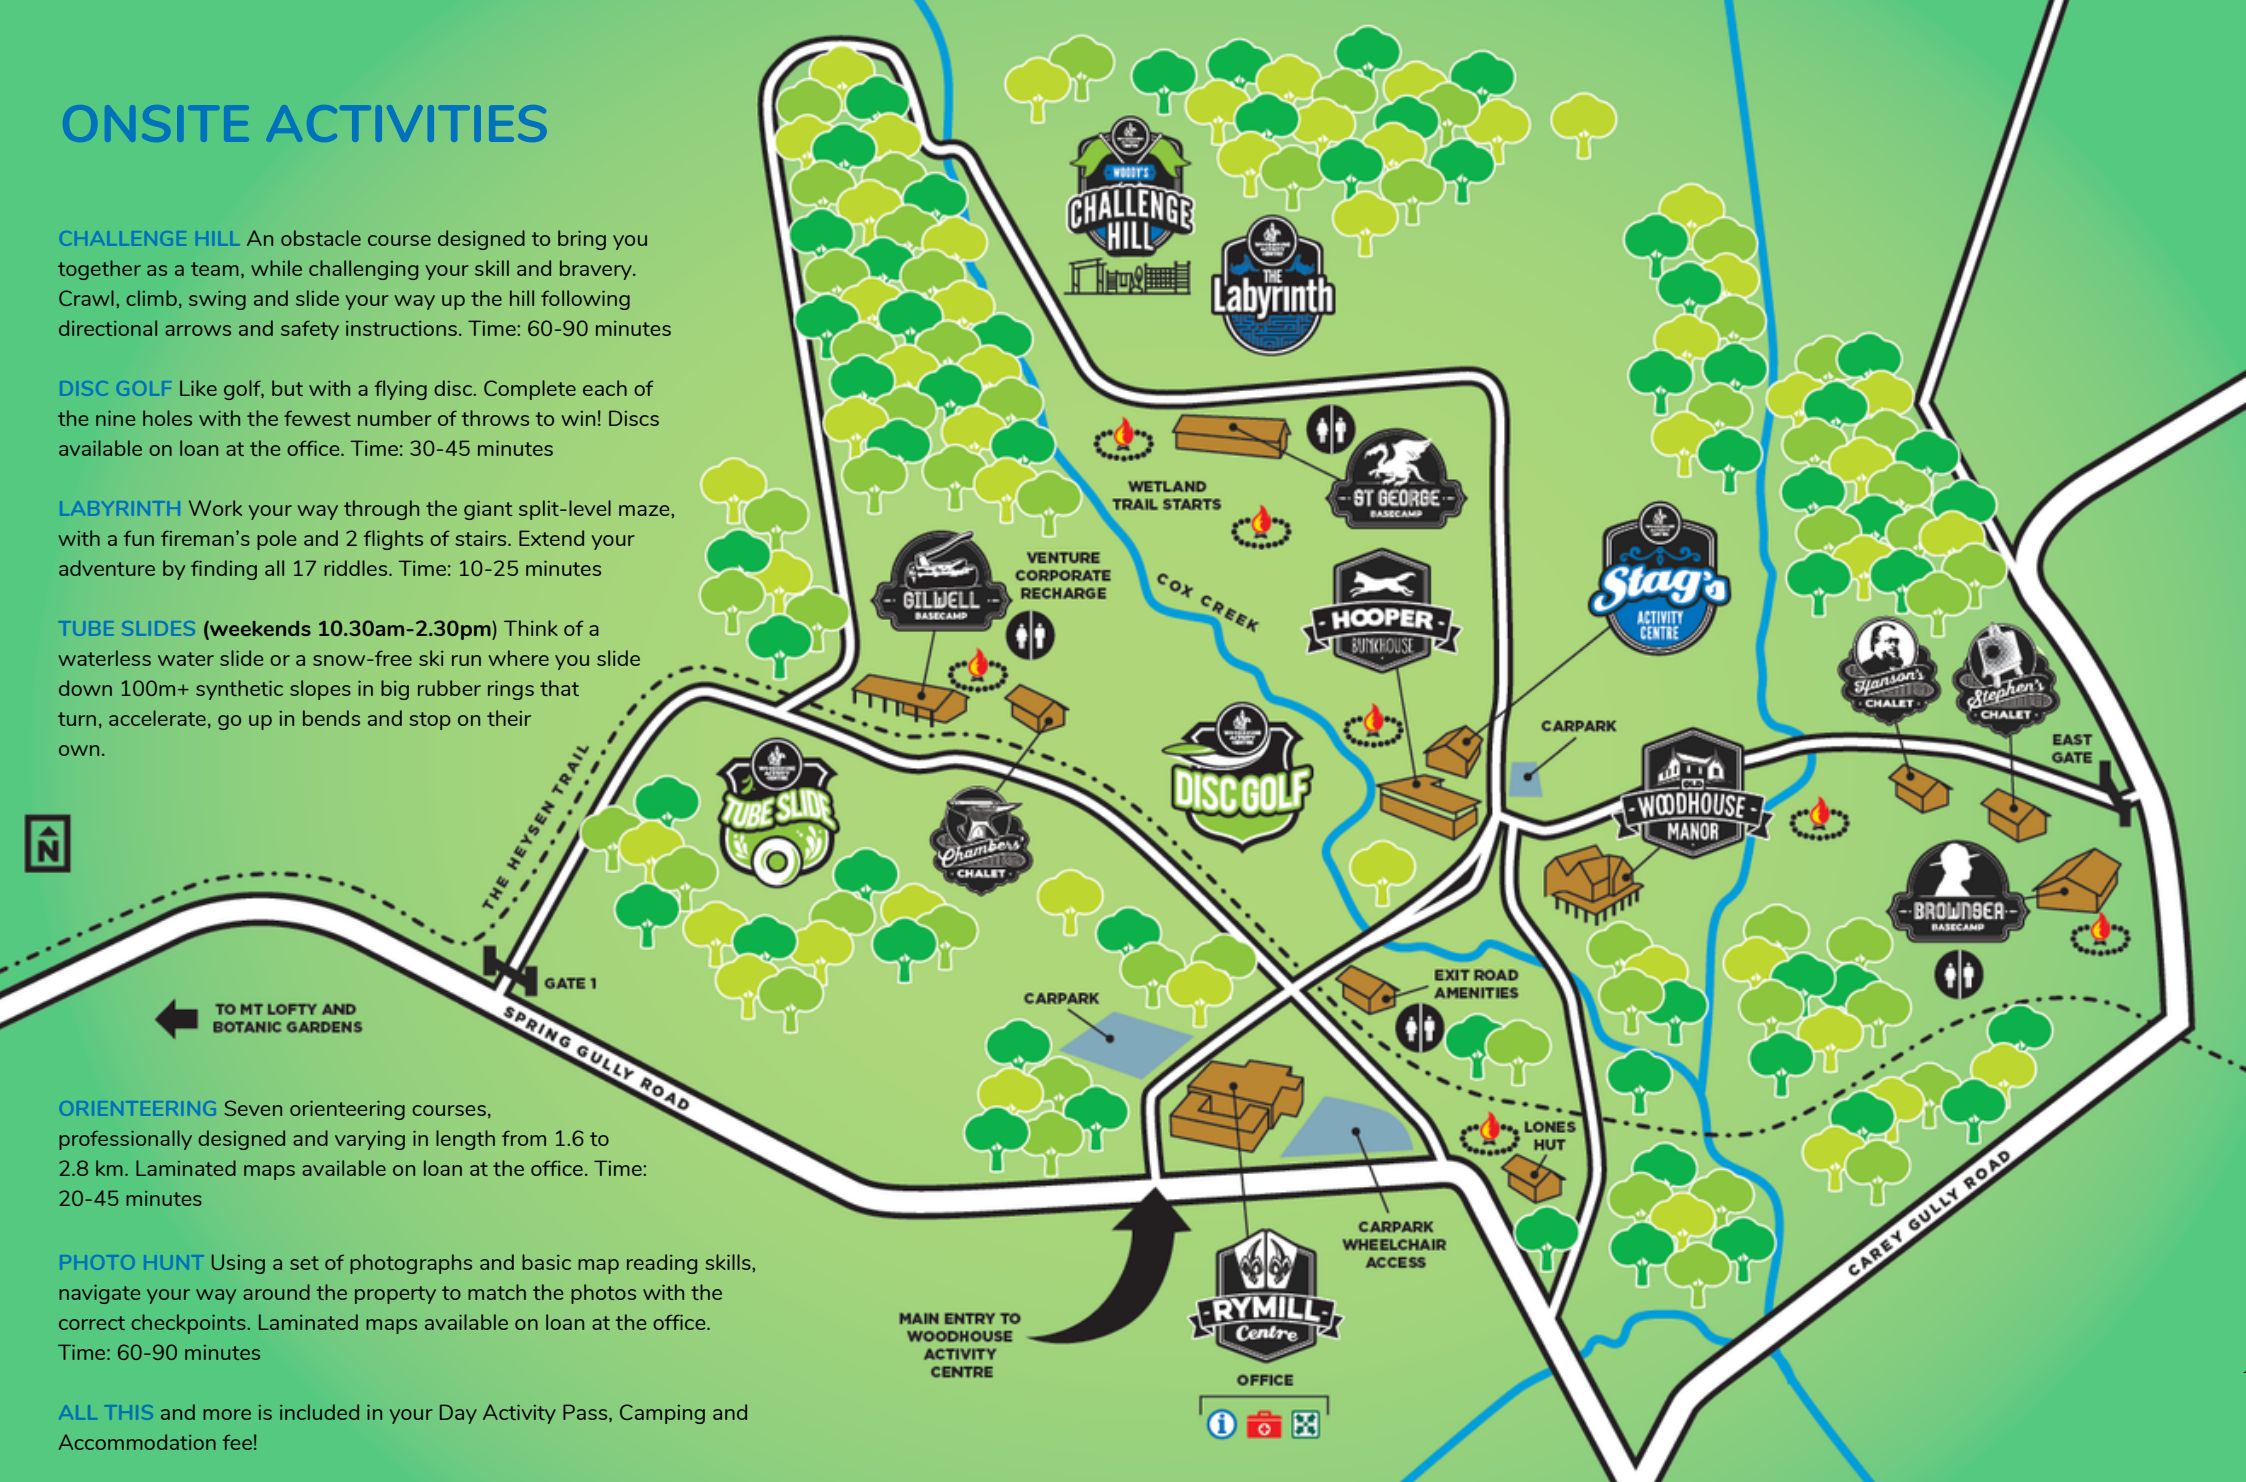 ONSITE ACTIVITIES
CHALLENGE HILL An obstacle course designed to bring you
together as a team, while challenging your skill and bravery.
Crawl, climb, swing and slide your way up the hill following
directional arrows and safety instructions. Time: 60-90 minutes
DISC GOLF Like golf, but with a flying disc. Complete each of
the nine holes with the fewest number of throws to win! Discs
available on loan at the office. Time: 30-45 minutes
LABYRINTH Work your way through the giant split-level maze,
with a fun fireman's pole and 2 flights of stairs. Extend your
adventure by finding all 17 riddles. Time: 10-25 minutes
TUBE SLIDES (weekends 10.30am-2.30pm) Think of a
waterless water slide or a snow-free ski run where you slide
down 100m+ synthetic slopes in big rubber rings that
turn, accelerate, go up in bends and stop on their
own.
ORIENTEERING Seven orienteering courses,
professionally designed and varying in length from 1.6 to
2.8 km. Laminated maps available on loan at the office. Time:
20-45 minutes
PHOTO HUNT Using a set of photographs and basic map reading skills,
navigate your way around the property to match the photos with the
correct checkpoints. Laminated maps available on loan at the office.
Time: 60-90 minutes
ALL THIS and more is included in your Day Activity Pass, Camping and
Accommodation fee!
N
WOODY'S
CHALLENGE
HILL
THE
Labyrinth
WETLAND
TRAIL STARTS
ST GEORGE
BASECAMP
GILWELL
BASECAMP
VENTURE
CORPORATE
RECHARGE
COX CREEK
HOOPER
BUNKHOUSE
Stag's
ACTIVITY
CENTRE
Hanson's
CHALET
Stephen's
CHALET
CARPARK
EAST
GATE
OLD
WOODHOUSE
MANOR
DISC GOLF
TUBE SLIDE
Chambers'
CHALET
THE HEYSEN TRAIL
BROWNSEA
BASECAMP
GATE 1
TO MT LOFTY AND
BOTANIC GARDENS
SPRING GULLY ROAD
CARPARK
EXIT ROAD
AMENITIES
LONES
HUT
CARPARK
WHEELCHAIR
ACCESS
CAREY GULLY ROAD
MAIN ENTRY TO
WOODHOUSE
ACTIVITY
CENTRE
RYMILL
Centre
OFFICE
i